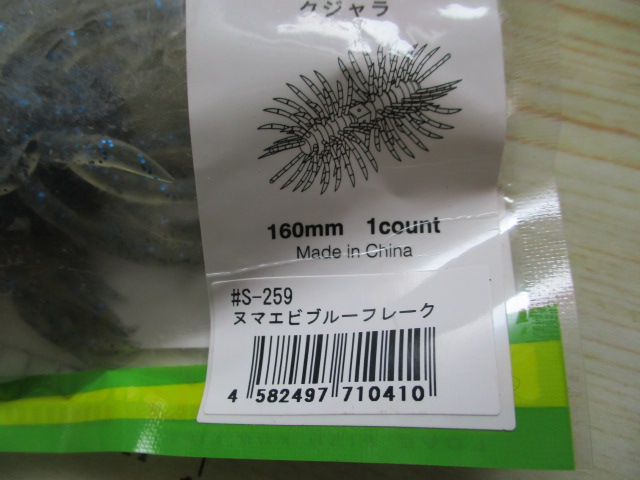 クジャラ
160mm 1count
Made in China
#S-259
ヌマエビブルーフレーク
4 582497 710410